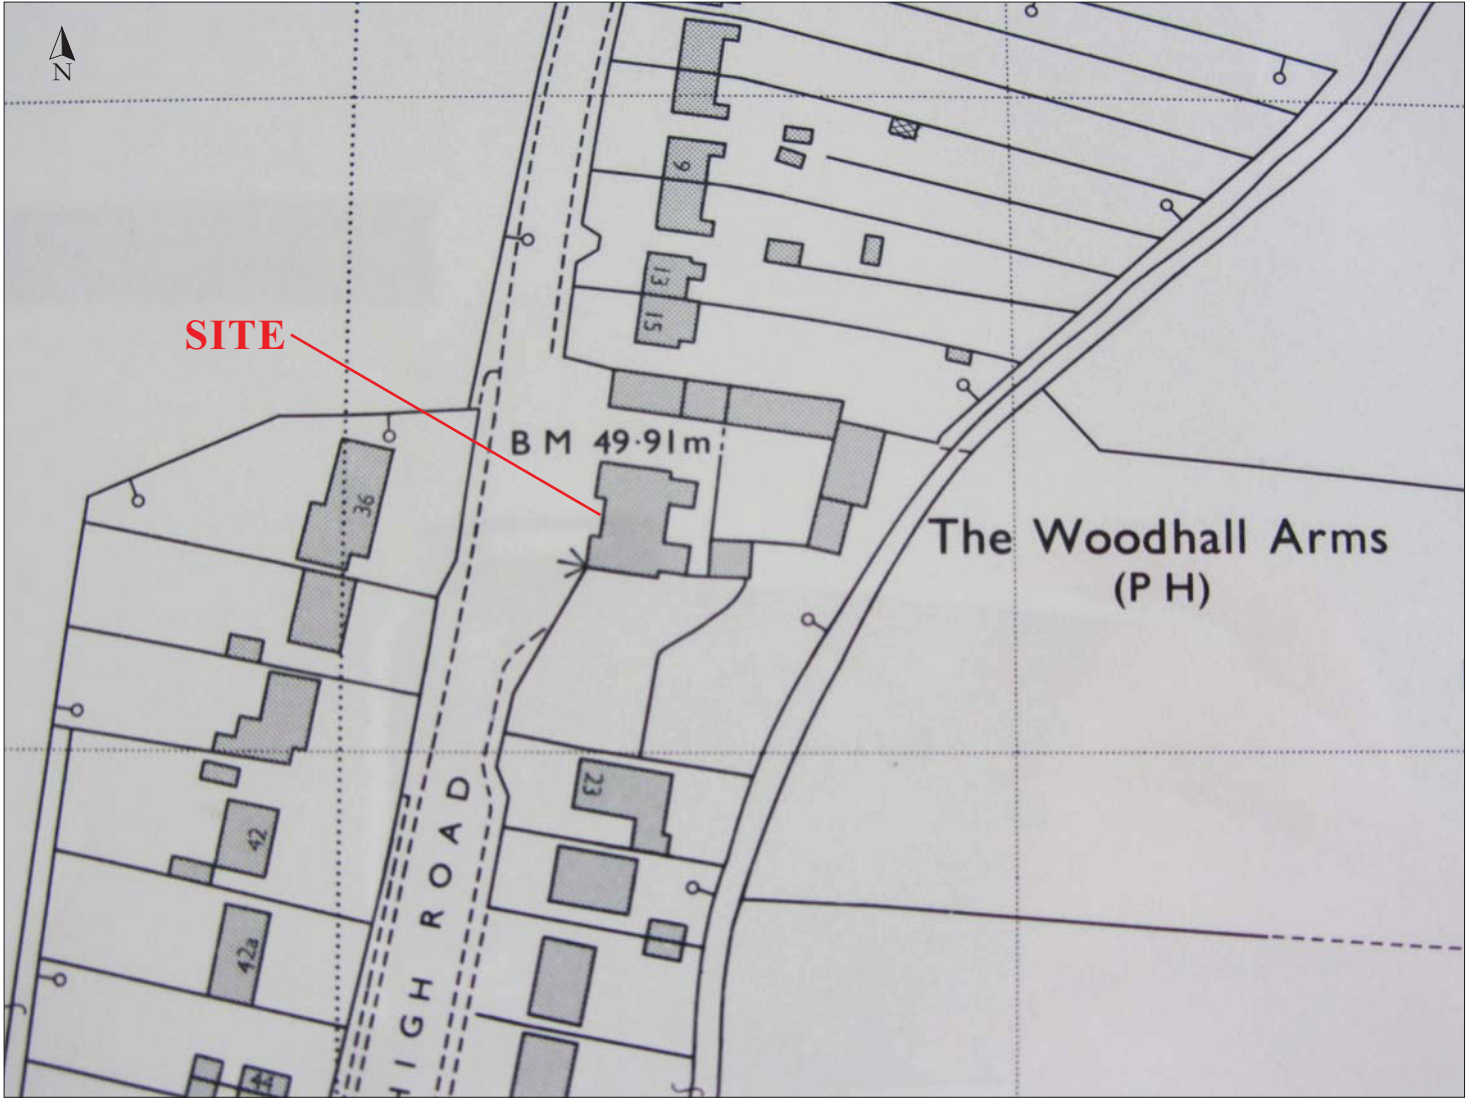 N
9
13
15
SITE
B M 49·91m
36
The Woodhall Arms
(P H)
23
42
HIGH ROAD
42a
44